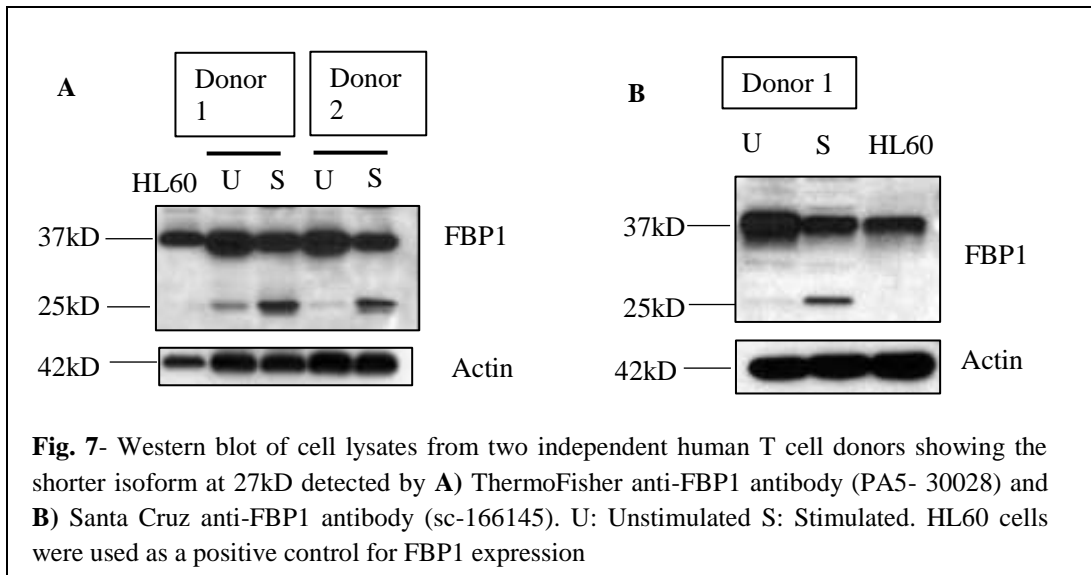 A
Donor
1
Donor
2
HL60 U S U S
37kD
FBP1
25kD
42kD
Actin
B
Donor 1
U S HL60
37kD
FBP1
25kD
42kD
Actin
Fig. 7- Western blot of cell lysates from two independent human T cell donors showing the
shorter isoform at 27kD detected by A) ThermoFisher anti-FBP1 antibody (PA5- 30028) and
B) Santa Cruz anti-FBP1 antibody (sc-166145). U: Unstimulated S: Stimulated. HL60 cells
were used as a positive control for FBP1 expression